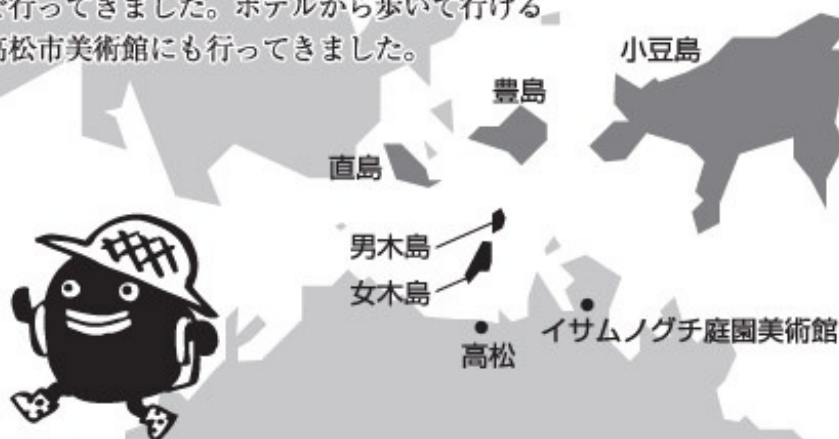 で行ってきました。ホテルから歩いて行ける
高松市美術館にも行ってきました。
小豆島
豊島
直島
男木島
女木島
イサムノグチ庭園美術館
高松